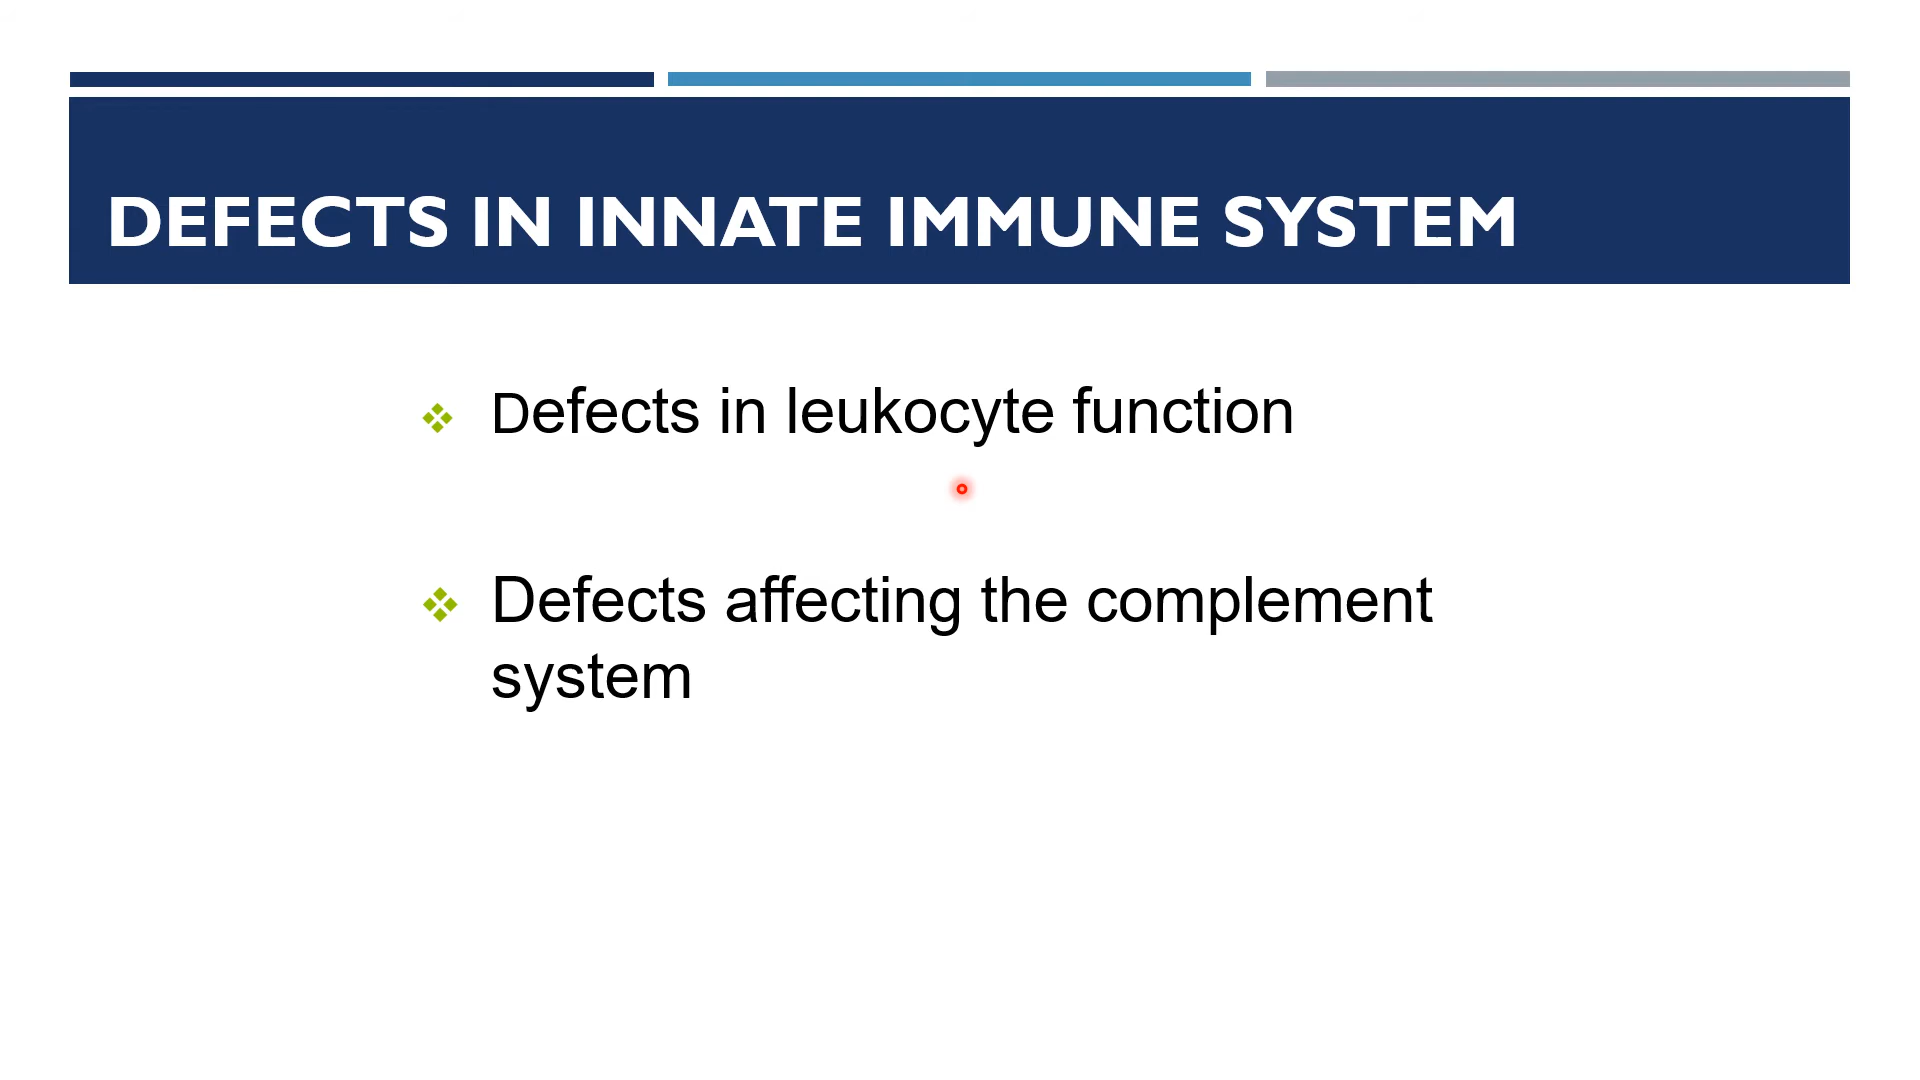 DEFECTS IN INNATE IMMUNE SYSTEM
Defects in leukocyte function
Defects affecting the complement
system